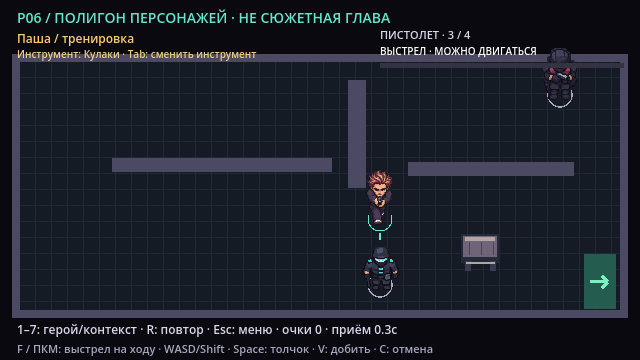 P06 / ПОЛИГОН ПЕРСОНАЖЕЙ · НЕ СЮЖЕТНАЯ ГЛАВА
Паша / тренировка
ПИСТОЛЕТ · 3 / 4
Инструмент: Кулаки · Tab: сменить инструмент
ВЫСТРЕЛ · МОЖНО ДВИГАТЬСЯ
1–7: герой/контекст · R: повтор · Esc: меню · очки 0 · приём 0.3с
F / ПКМ: выстрел на ходу · WASD/Shift · Space: толчок · V: добить · C: отмена